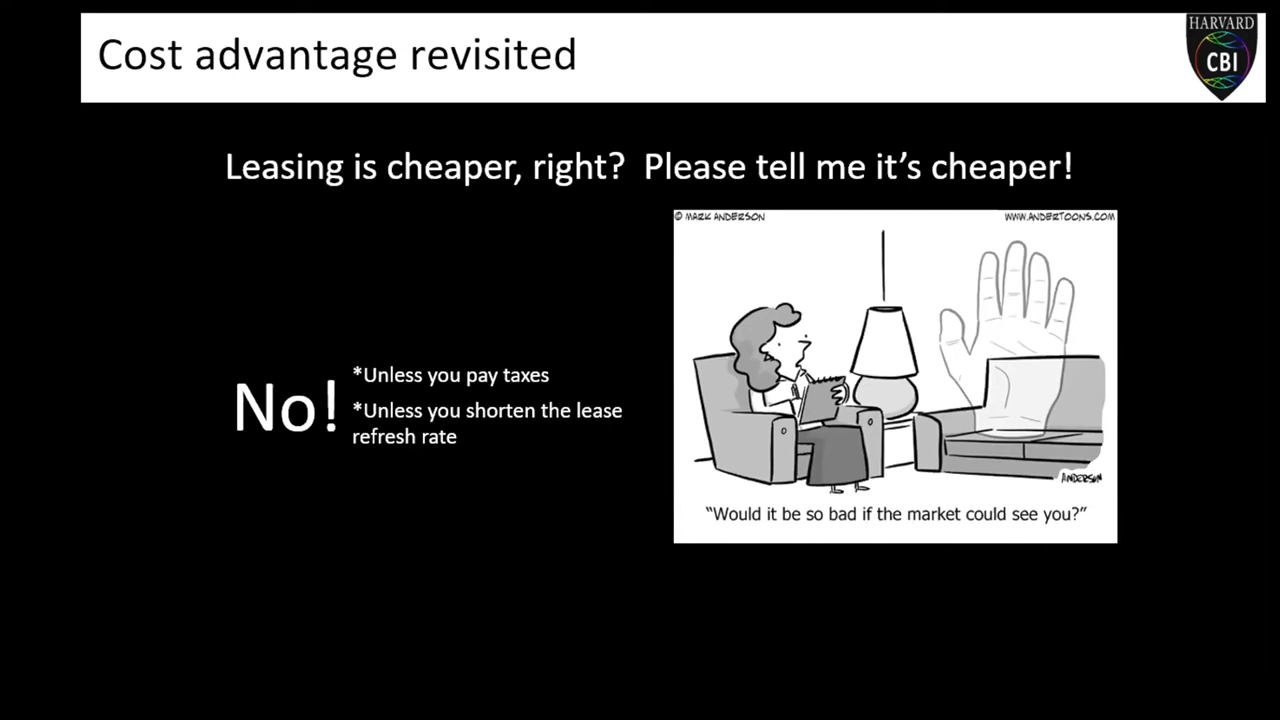 Cost advantage revisited
HARVARD
CBI
Leasing is cheaper, right? Please tell me it's cheaper!
© MARK ANDERSON
WWW.ANDERTOONS.COM
No!
*Unless you pay taxes
*Unless you shorten the lease
refresh rate
ANDERSON
"Would it be so bad if the market could see you?"